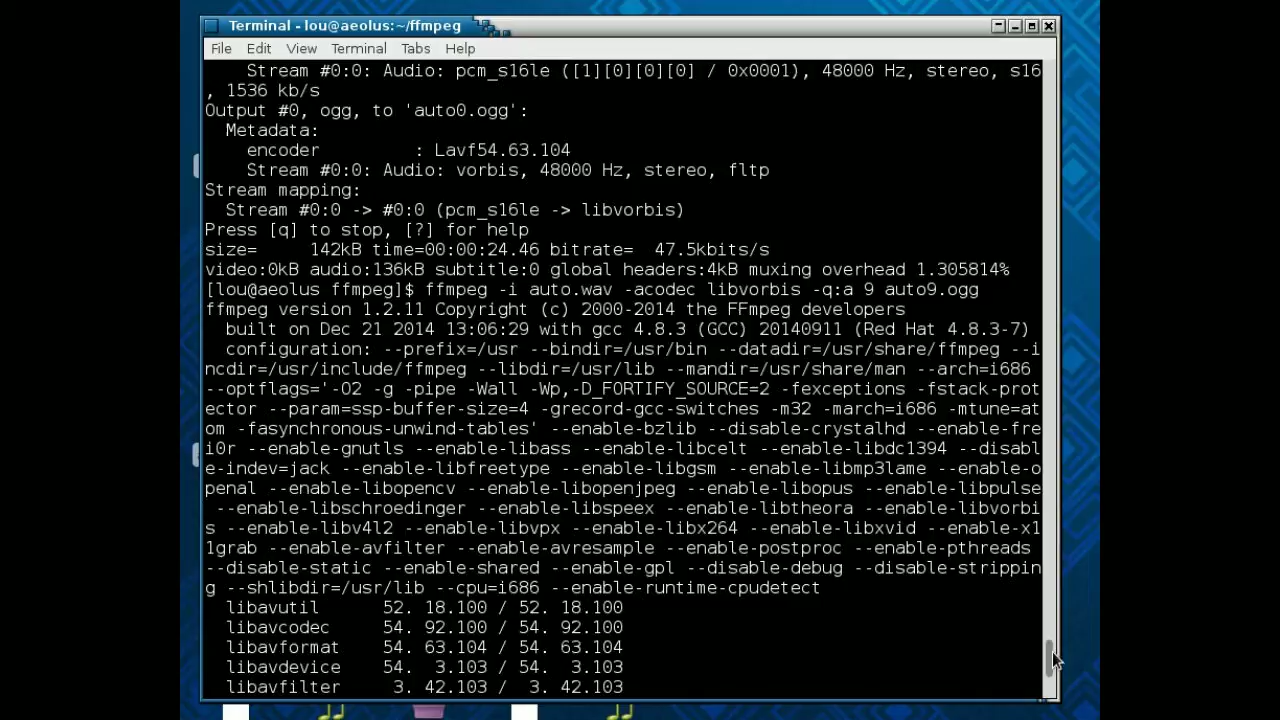 Terminal - lou@aeolus:~/ffmpeg
File Edit View Terminal Tabs Help
    Stream #0:0: Audio: pcm_s16le ([1][0][0][0] / 0x0001), 48000 Hz, stereo, s16
, 1536 kb/s
Output #0, ogg, to 'auto0.ogg':
  Metadata:
    encoder         : Lavf54.63.104
    Stream #0:0: Audio: vorbis, 48000 Hz, stereo, fltp
Stream mapping:
  Stream #0:0 -> #0:0 (pcm_s16le -> libvorbis)
Press [q] to stop, [?] for help
size=     142kB time=00:00:24.46 bitrate=  47.5kbits/s
video:0kB audio:136kB subtitle:0 global headers:4kB muxing overhead 1.305814%
[lou@aeolus ffmpeg]$ ffmpeg -i auto.wav -acodec libvorbis -q:a 9 auto9.ogg
ffmpeg version 1.2.11 Copyright (c) 2000-2014 the FFmpeg developers
  built on Dec 21 2014 13:06:29 with gcc 4.8.3 (GCC) 20140911 (Red Hat 4.8.3-7)
  configuration: --prefix=/usr --bindir=/usr/bin --datadir=/usr/share/ffmpeg --i
ncdir=/usr/include/ffmpeg --libdir=/usr/lib --mandir=/usr/share/man --arch=i686
--optflags='-O2 -g -pipe -Wall -Wp,-D_FORTIFY_SOURCE=2 -fexceptions -fstack-prot
ector --param=ssp-buffer-size=4 -grecord-gcc-switches -m32 -march=i686 -mtune=at
om -fasynchronous-unwind-tables' --enable-bzlib --disable-crystalhd --enable-fre
i0r --enable-gnutls --enable-libass --enable-libcelt --enable-libdc1394 --disabl
e-indev=jack --enable-libfreetype --enable-libgsm --enable-libmp3lame --enable-o
penal --enable-libopencv --enable-libopenjpeg --enable-libopus --enable-libpulse
 --enable-libschroedinger --enable-libspeex --enable-libtheora --enable-libvorbi
s --enable-libv4l2 --enable-libvpx --enable-libx264 --enable-libxvid --enable-x1
1grab --enable-avfilter --enable-avresample --enable-postproc --enable-pthreads
--disable-static --enable-shared --enable-gpl --disable-debug --disable-strippin
g --shlibdir=/usr/lib --cpu=i686 --enable-runtime-cpudetect
  libavutil      52. 18.100 / 52. 18.100
  libavcodec     54. 92.100 / 54. 92.100
  libavformat    54. 63.104 / 54. 63.104
  libavdevice    54.  3.103 / 54.  3.103
  libavfilter     3. 42.103 /  3. 42.103